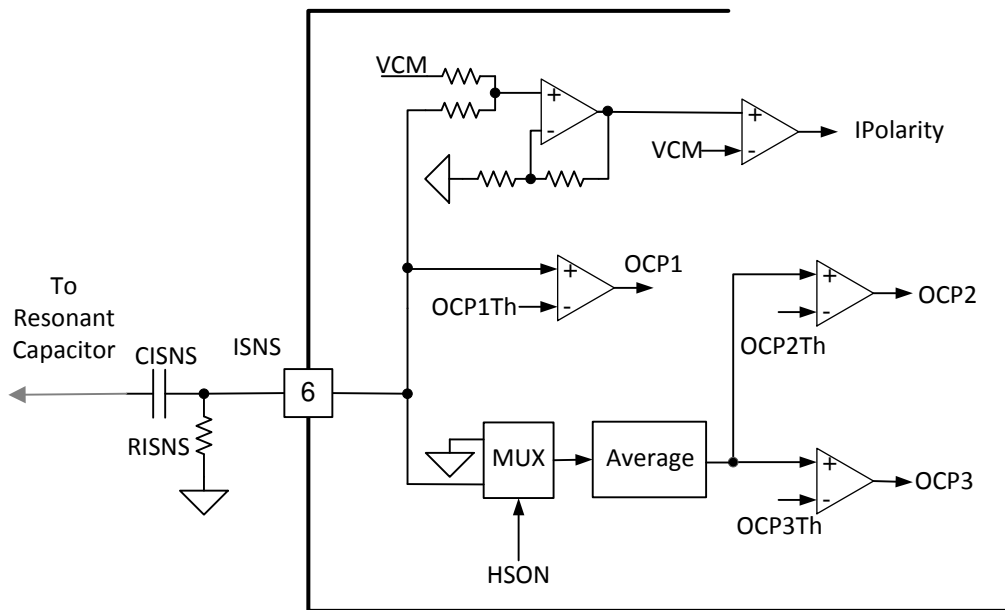 VCM
+
-
+
VCM
-
IPolarity
To
Resonant
Capacitor
CISNS
RISNS
ISNS
6
+
OCP1Th
-
OCP1
+
-
OCP2Th
OCP2
MUX
Average
HSON
+
-
OCP3Th
OCP3